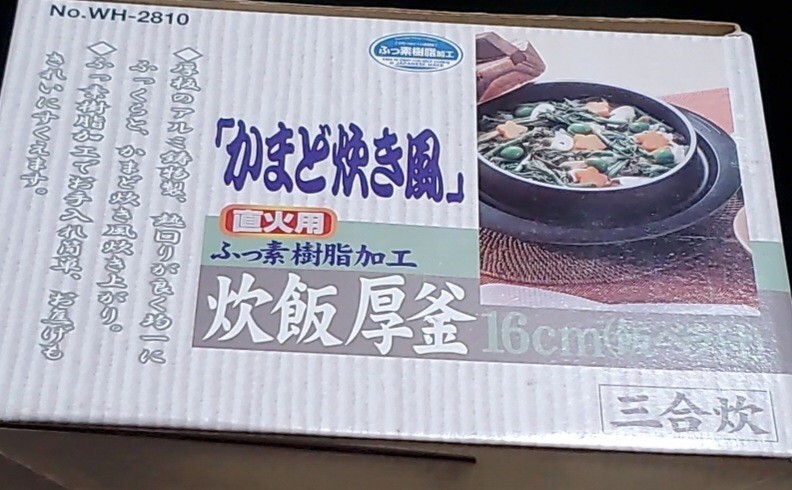 No.WH-2810
ふっ素樹脂加工
「かまど炊き風」
直火用
ふっ素樹脂加工
炊飯厚釜
16cm
三合炊
◇厚板のアルミ鋳物製、熱回りが良く均一に
ふっくらと、かまど炊き風炊き上がり。
◇ふっ素樹脂加工でお手入れ簡単、お焦げも
きれいにすくえます。